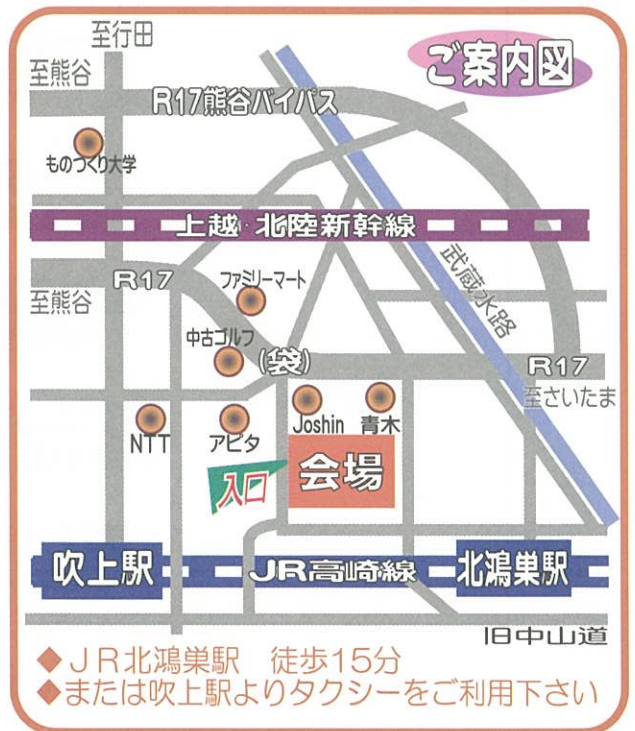 至行田
ご案内図
至熊谷
R17熊谷バイパス
ものつくり大学
上越・北陸新幹線
武蔵水路
R17
ファミリーマート
至熊谷
中古ゴルフ
(袋)
R17
至さいたま
NTT
アピタ
Joshin
青木
入口
会場
吹上駅
JR高崎線
北鴻巣駅
旧中山道
◆JR北鴻巣駅 徒歩15分
◆または吹上駅よりタクシーをご利用下さい